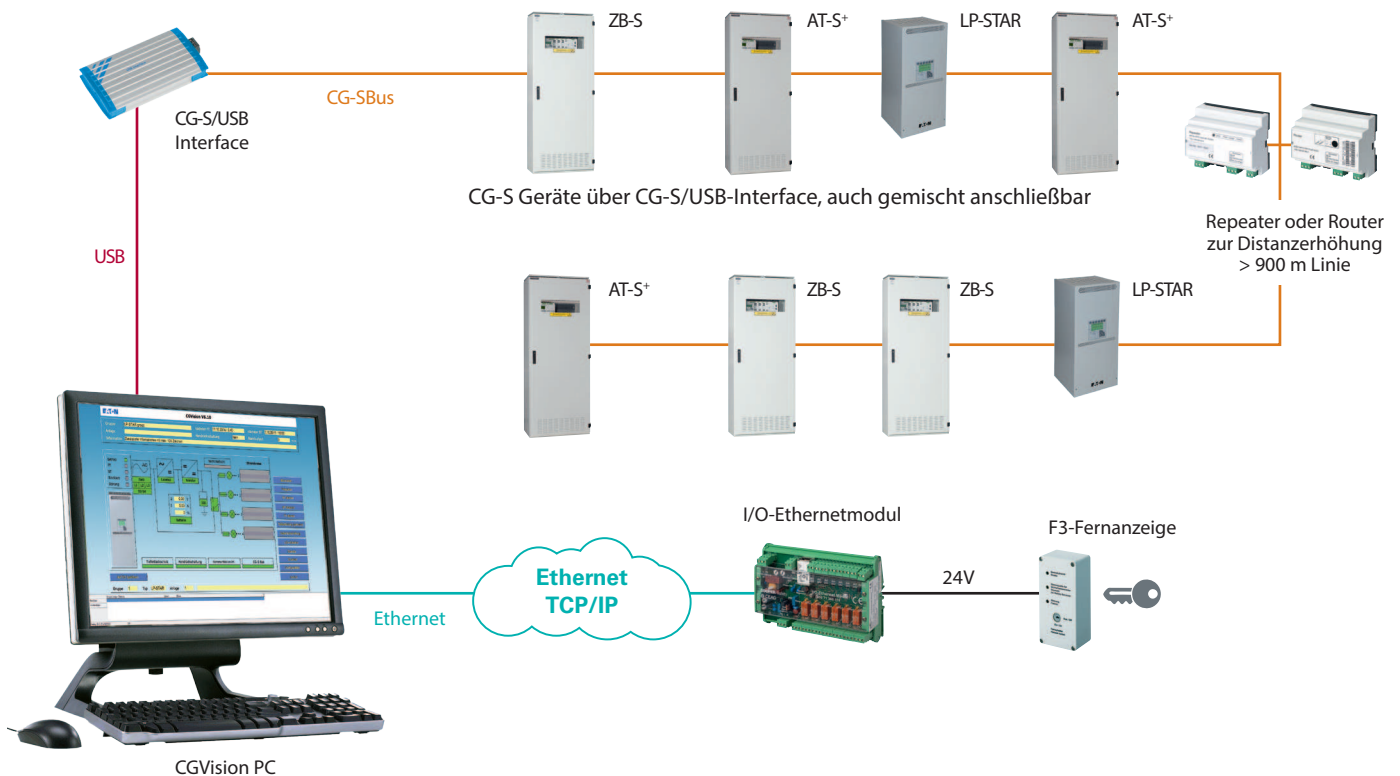 ZB-S
AT-S⁺
LP-STAR
AT-S⁺
CG-SBus
CG-S/USB
Interface
CG-S Geräte über CG-S/USB-Interface, auch gemischt anschließbar
Repeater oder Router
zur Distanzerhöhung
> 900 m Linie
USB
AT-S⁺
ZB-S
ZB-S
LP-STAR
I/O-Ethernetmodul
F3-Fernanzeige
24V
Ethernet
TCP/IP
Ethernet
CGVision PC